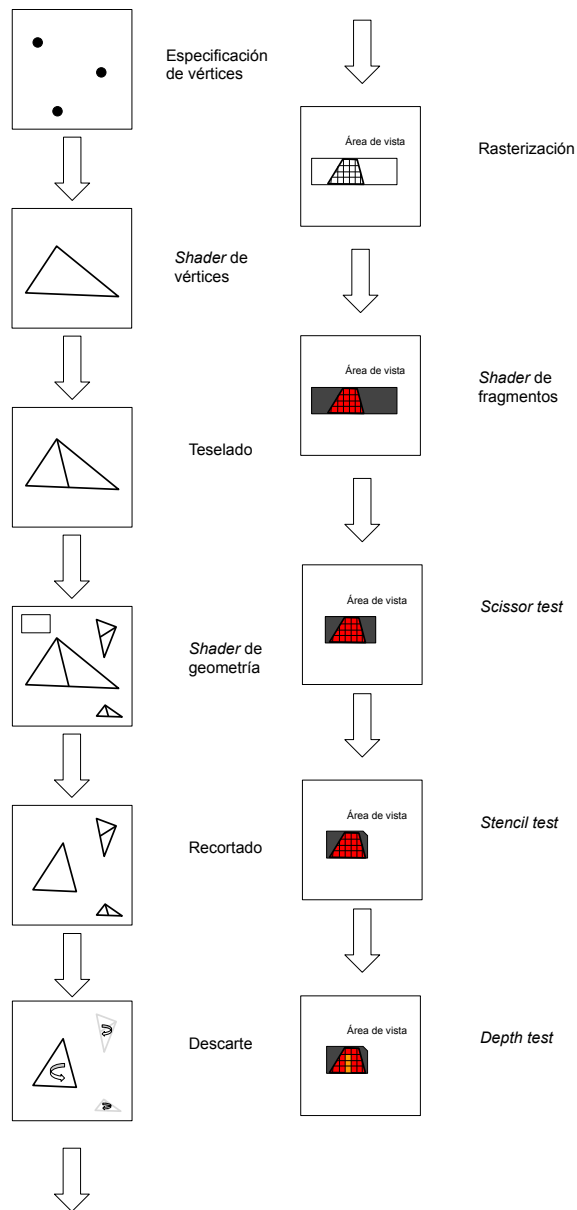 Especificación
de vértices
Shader de
vértices
Teselado
Shader de
geometría
Recortado
Descarte
Área de vista
Rasterización
Área de vista
Shader de
fragmentos
Área de vista
Scissor test
Área de vista
Stencil test
Área de vista
Depth test